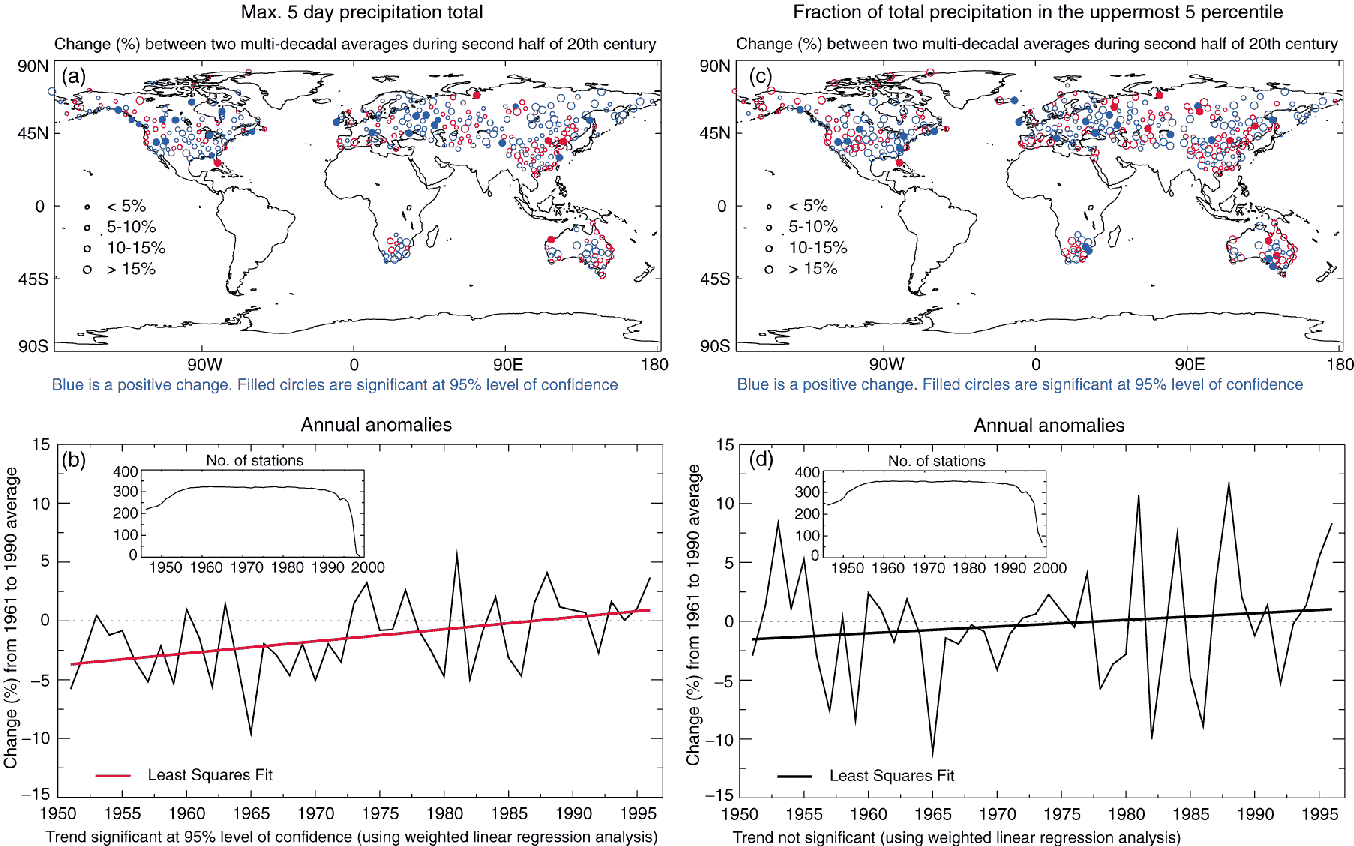 Max. 5 day precipitation total
Change (%) between two multi-decadal averages during second half of 20th century
(a)
90N
45N
0
45S
90S
< 5%
5-10%
10-15%
> 15%
90W
0
90E
180
Blue is a positive change. Filled circles are significant at 95% level of confidence
Fraction of total precipitation in the uppermost 5 percentile
Change (%) between two multi-decadal averages during second half of 20th century
(c)
90N
45N
0
45S
90S
< 5%
5-10%
10-15%
> 15%
90W
0
90E
180
Blue is a positive change. Filled circles are significant at 95% level of confidence
Annual anomalies
(b)
Change (%) from 1961 to 1990 average
15
10
5
0
−5
−10
−15
No. of stations
400
300
200
100
0
1950 1960 1970 1980 1990 2000
Least Squares Fit
1950 1955 1960 1965 1970 1975 1980 1985 1990 1995
Trend significant at 95% level of confidence (using weighted linear regression analysis)
Annual anomalies
(d)
Change (%) from 1961 to 1990 average
15
10
5
0
−5
−10
−15
No. of stations
400
300
200
100
0
1950 1960 1970 1980 1990 2000
Least Squares Fit
1950 1955 1960 1965 1970 1975 1980 1985 1990 1995
Trend not significant (using weighted linear regression analysis)